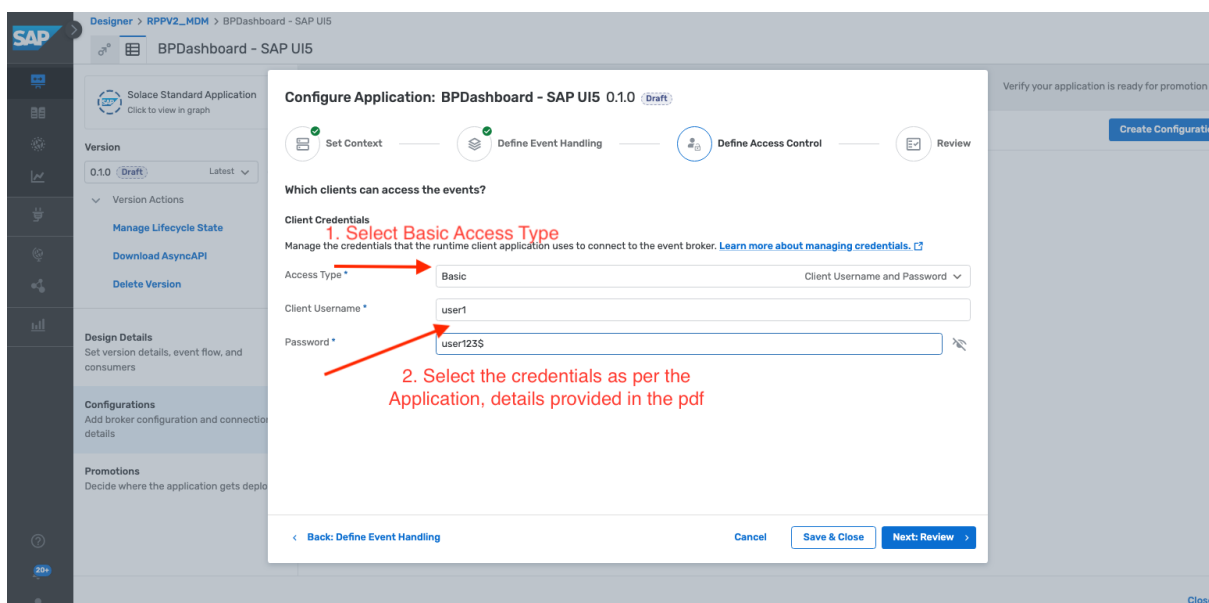 Designer > RPPV2_MDM > BPDashboard - SAP UI5
SAP
BPDashboard - SAP UI5
Solace Standard Application
Click to view in graph
Version
0.1.0 Draft Latest
Version Actions
Manage Lifecycle State
Download AsyncAPI
Delete Version
Design Details
Set version details, event flow, and
consumers
Configurations
Add broker configuration and connection
details
Promotions
Decide where the application gets deplo
20+
Configure Application: BPDashboard - SAP UI5 0.1.0 Draft
Set Context
Define Event Handling
Define Access Control
Review
Which clients can access the events?
Client Credentials
1. Select Basic Access Type
Manage the credentials that the runtime client application uses to connect to the event broker. Learn more about managing credentials.
Access Type * Basic Client Username and Password
Client Username * user1
Password * user123$
2. Select the credentials as per the
Application, details provided in the pdf
< Back: Define Event Handling
Cancel
Save & Close
Next: Review >
Verify your application is ready for promotion
Create Configurati
Close